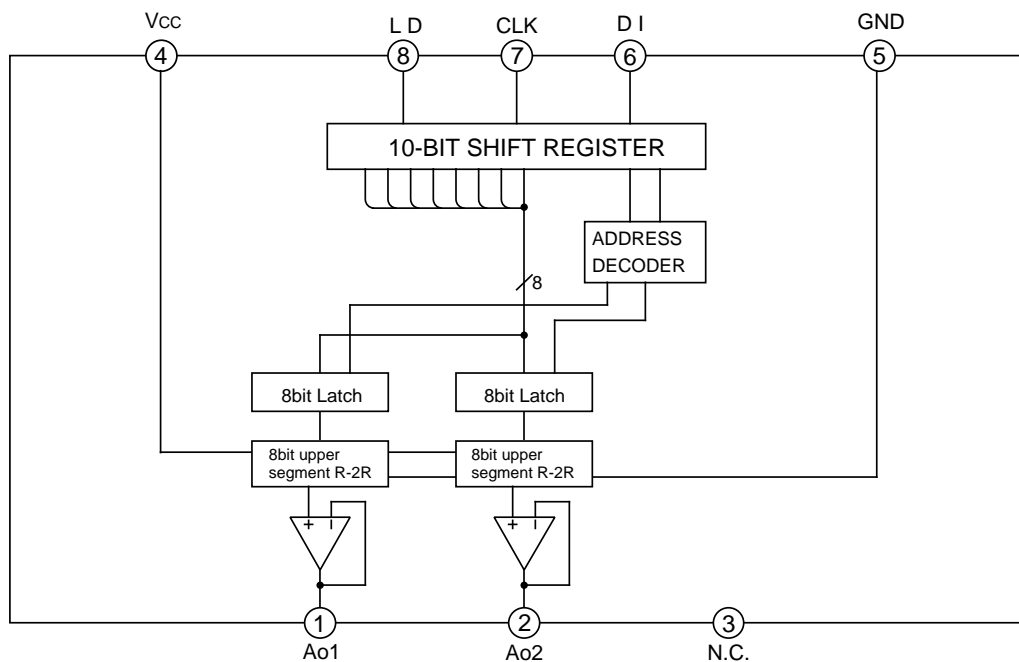 Vcc
L D
CLK
D I
GND
4
8
7
6
5
10-BIT SHIFT REGISTER
ADDRESS
DECODER
8
8bit Latch
8bit Latch
8bit upper
segment R-2R
8bit upper
segment R-2R
+ −
+ −
1
2
3
Ao1
Ao2
N.C.